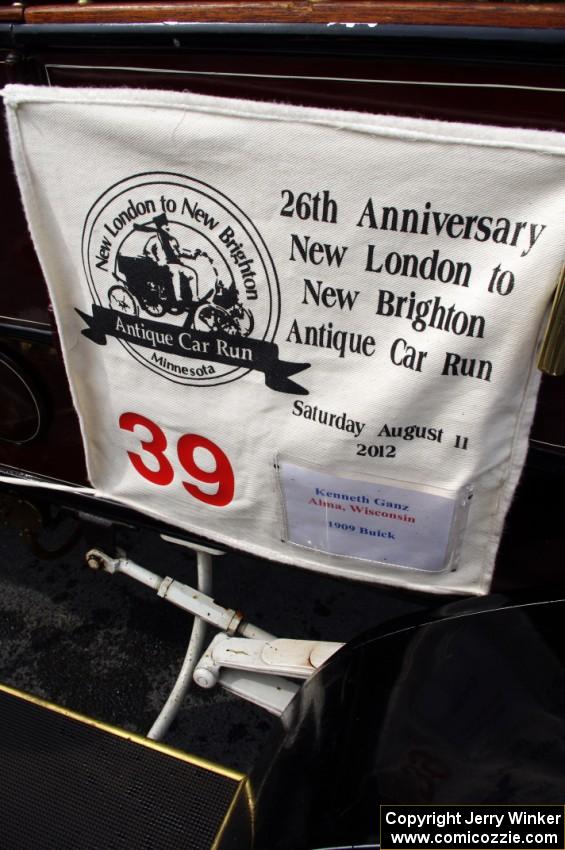 New London to New Brighton
Antique Car Run
Minnesota
26th Anniversary
New London to
New Brighton
Antique Car Run
Saturday August 11
2012
39
Kenneth Ganz
Alma, Wisconsin
1909 Buick
Copyright Jerry Winker
www.comicozzie.com